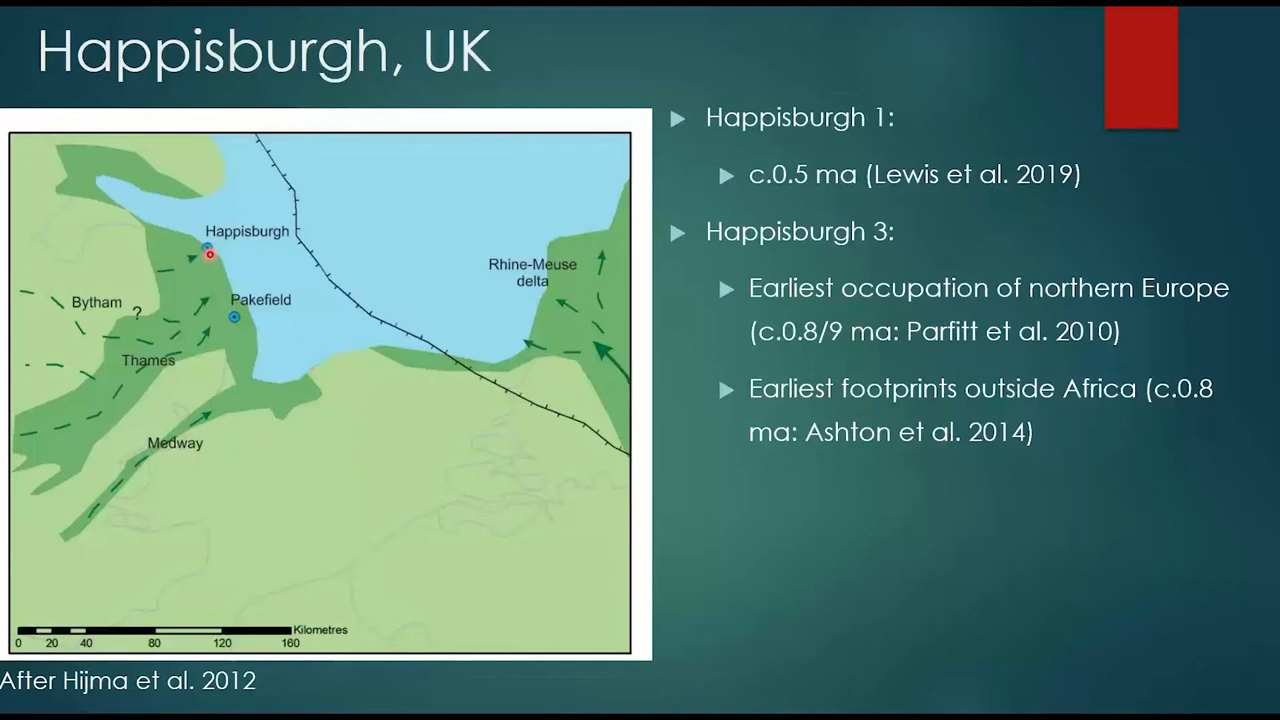 Happisburgh, UK
Happisburgh
Rhine-Meuse
delta
Bytham
?
Pakefield
Thames
Medway
Kilometres
0 20 40 80 120 160
After Hijma et al. 2012
Happisburgh 1:
c.0.5 ma (Lewis et al. 2019)
Happisburgh 3:
Earliest occupation of northern Europe
(c.0.8/9 ma: Parfitt et al. 2010)
Earliest footprints outside Africa (c.0.8
ma: Ashton et al. 2014)